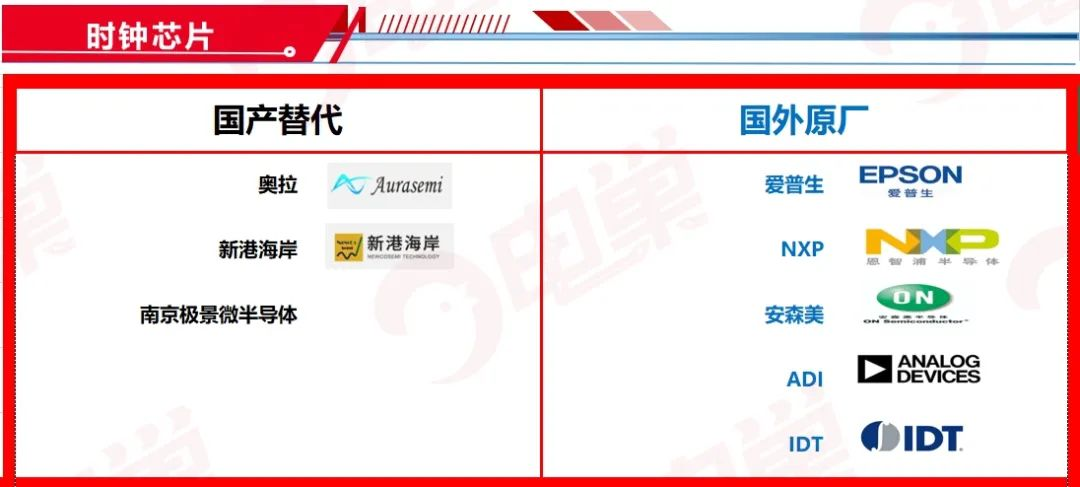 时钟芯片
国产替代
国外原厂
奥拉
Aurasemi
爱普生
EPSON
爱普生
新港海岸
新港海岸
NEWCOSEMI TECHNOLOGY
NXP
NXP
恩智浦半导体
南京极景微半导体
安森美
ON
ON Semiconductor
ADI
ANALOG
DEVICES
IDT
IDT
电巢